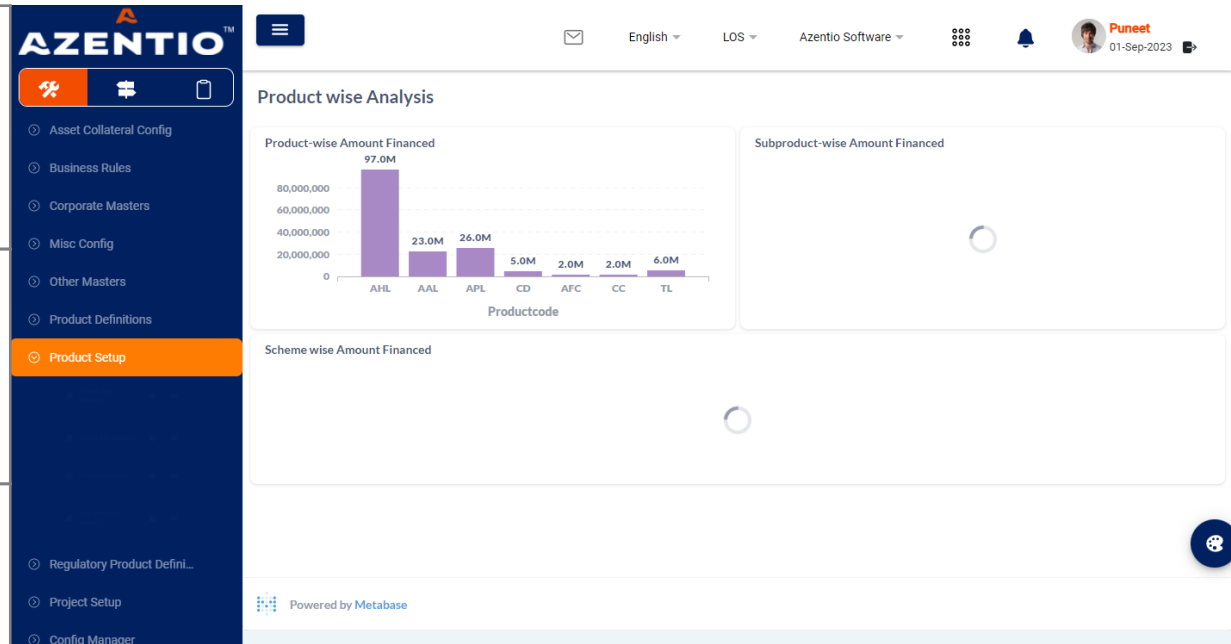 AZENTIO™
English
LOS
Azentio Software
Puneet
01-Sep-2023
Asset Collateral Config
Business Rules
Corporate Masters
Misc Config
Other Masters
Product Definitions
Product Setup
Regulatory Product Defini...
Project Setup
Config Manager
Product wise Analysis
Product-wise Amount Financed
97.0M
80,000,000
60,000,000
40,000,000
20,000,000
0
23.0M
26.0M
5.0M
2.0M
2.0M
6.0M
AHL AAL APL CD AFC CC TL
Productcode
Subproduct-wise Amount Financed
Scheme wise Amount Financed
Powered by Metabase